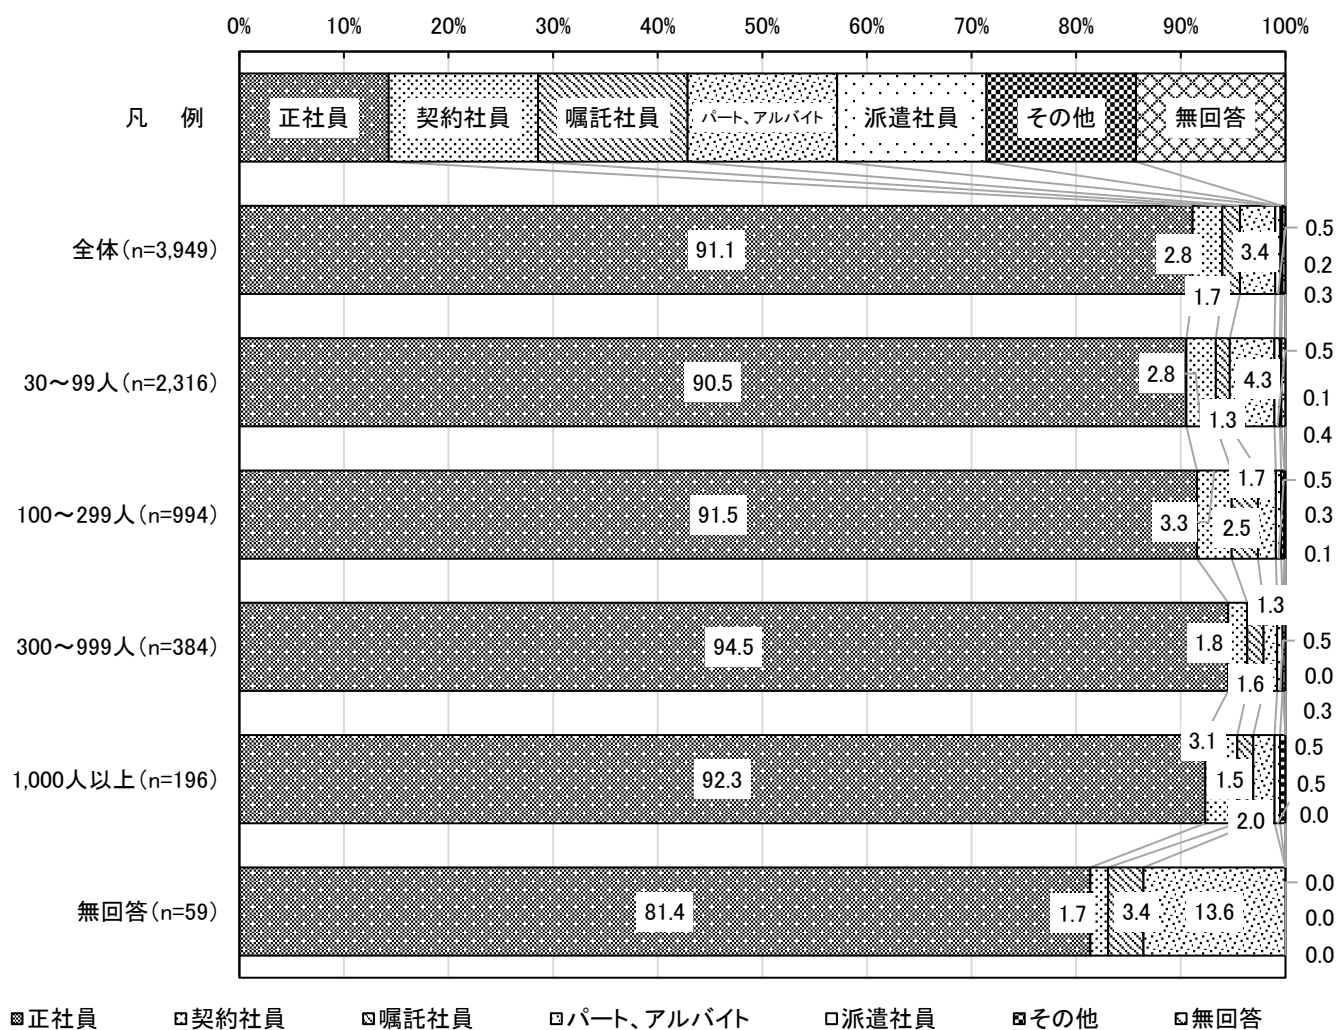 0% 10% 20% 30% 40% 50% 60% 70% 80% 90% 100%
凡 例 正社員 契約社員 嘱託社員 パート、アルバイト 派遣社員 その他 無回答
全体(n=3,949) 91.1 2.8 1.7 3.4 0.5 0.2 0.3
30〜99人(n=2,316) 90.5 2.8 1.3 4.3 0.5 0.1 0.4
100〜299人(n=994) 91.5 3.3 2.5 1.7 0.5 0.3 0.1
300〜999人(n=384) 94.5 1.8 1.6 1.3 0.5 0.0 0.3
1,000人以上(n=196) 92.3 3.1 1.5 2.0 0.5 0.5 0.0
無回答(n=59) 81.4 1.7 3.4 13.6 0.0 0.0 0.0
正社員 契約社員 嘱託社員 パート、アルバイト 派遣社員 その他 無回答